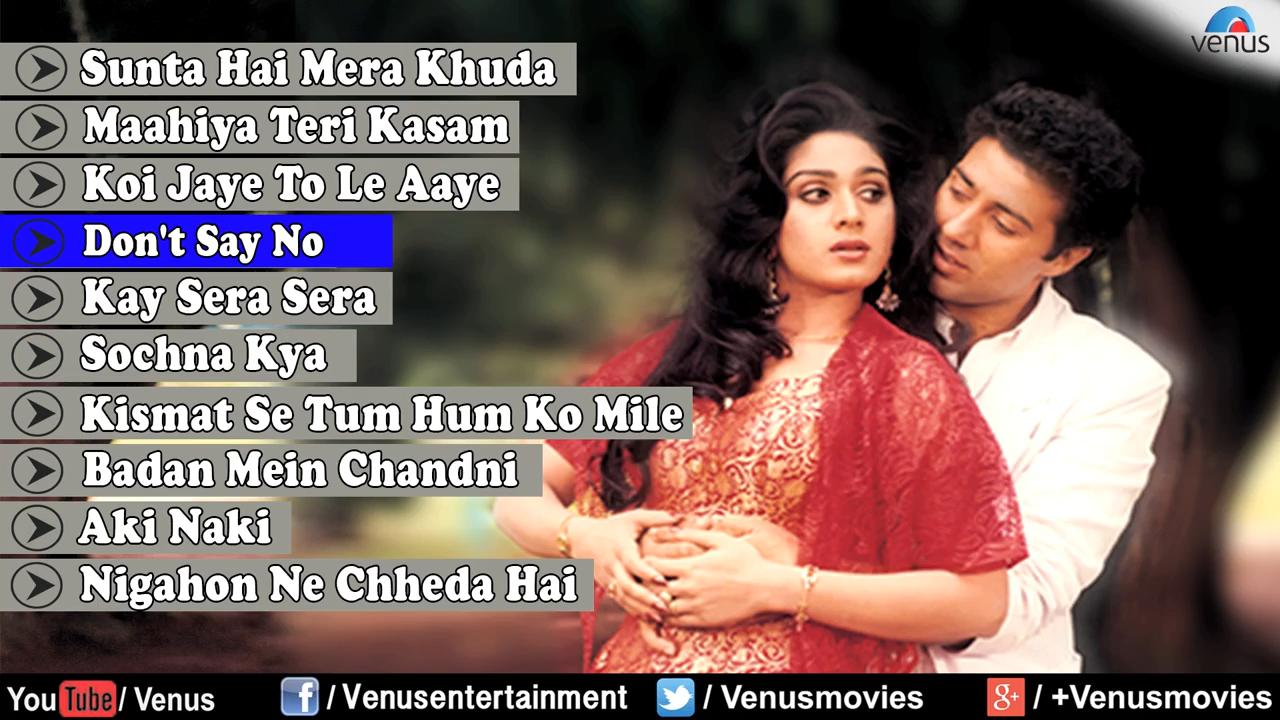 venus
Sunta Hai Mera Khuda
Maahiya Teri Kasam
Koi Jaye To Le Aaye
Don't Say No
Kay Sera Sera
Sochna Kya
Kismat Se Tum Hum Ko Mile
Badan Mein Chandni
Aki Naki
Nigahon Ne Chheda Hai
You Tube / Venus f / Venusentertainment / Venusmovies g+ / +Venusmovies